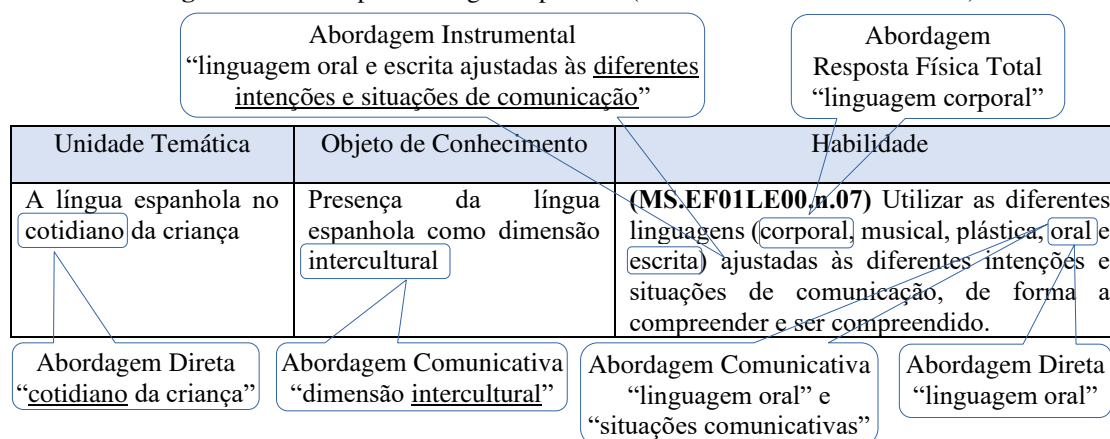 Abordagem Instrumental
“linguagem oral e escrita ajustadas às diferentes
intenções e situações de comunicação”
Abordagem
Resposta Física Total
“linguagem corporal”
Unidade Temática
Objeto de Conhecimento
Habilidade
A língua espanhola no
cotidiano da criança
Presença da língua
espanhola como dimensão
intercultural
(MS.EF01LE00.n.07) Utilizar as diferentes
linguagens (corporal, musical, plástica, oral e
escrita) ajustadas às diferentes intenções e
situações de comunicação, de forma a
compreender e ser compreendido.
Abordagem Direta
“cotidiano da criança”
Abordagem Comunicativa
“dimensão intercultural”
Abordagem Comunicativa
“linguagem oral” e
“situações comunicativas”
Abordagem Direta
“linguagem oral”